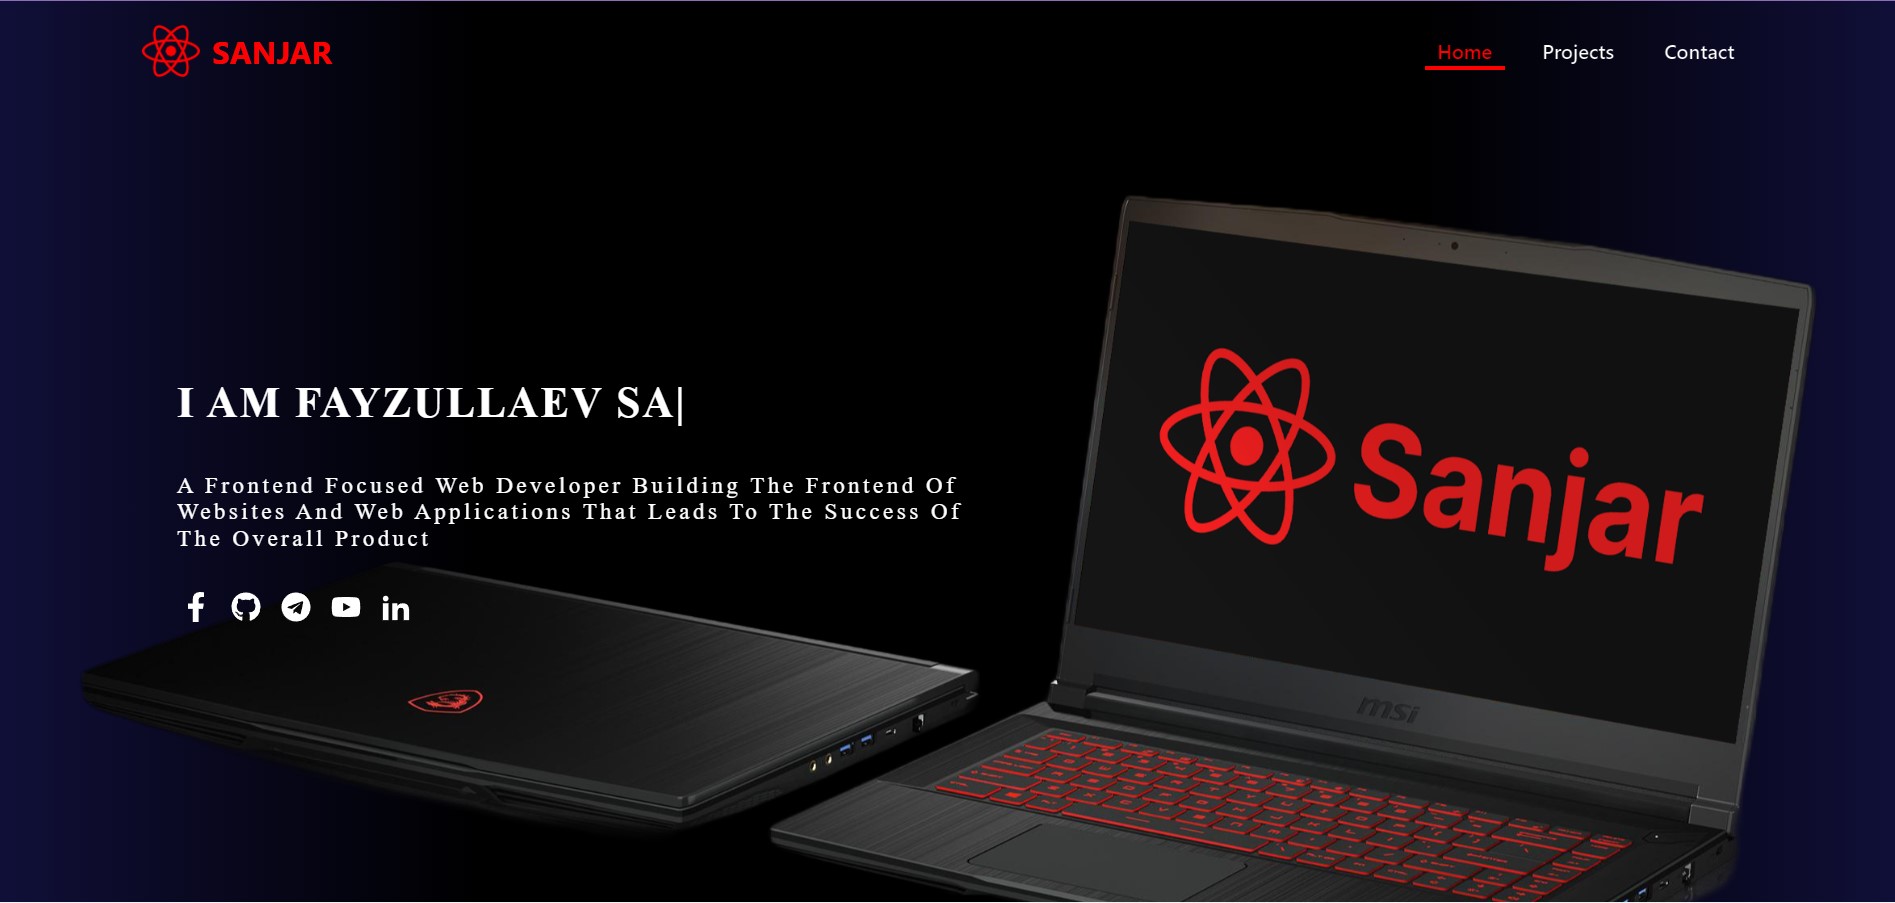 SANJAR
Home
Projects
Contact
I AM FAYZULLAEV SA|
A Frontend Focused Web Developer Building The Frontend Of
Websites And Web Applications That Leads To The Success Of
The Overall Product
Sanjar
msi